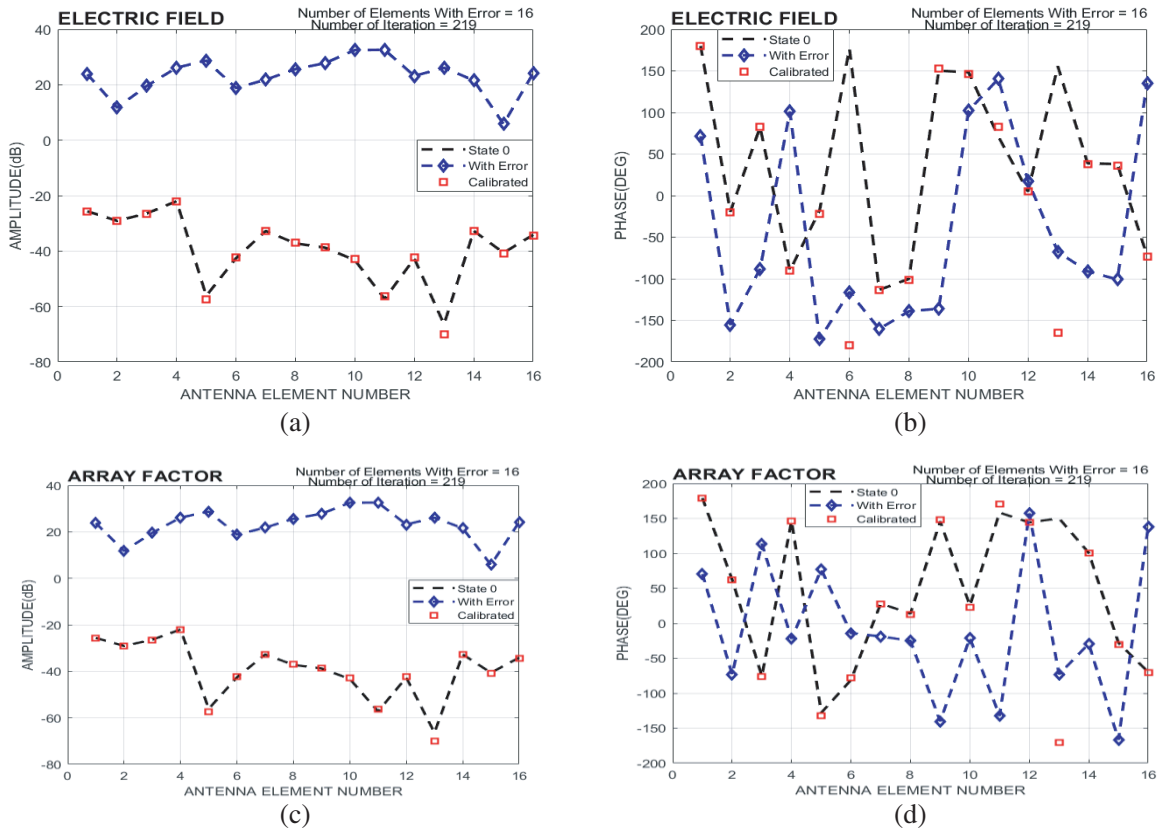 ELECTRIC FIELD
Number of Elements With Error = 16
Number of Iteration = 219
40
20
0
-20
-40
-60
-80
AMPLITUDE(dB)
State 0
With Error
Calibrated
0 2 4 6 8 10 12 14 16
ANTENNA ELEMENT NUMBER
(a)
ELECTRIC FIELD
Number of Elements With Error = 16
Number of Iteration = 219
200
150
100
50
0
-50
-100
-150
-200
PHASE(DEG)
State 0
With Error
Calibrated
0 2 4 6 8 10 12 14 16
ANTENNA ELEMENT NUMBER
(b)
ARRAY FACTOR
Number of Elements With Error = 16
Number of Iteration = 219
40
20
0
-20
-40
-60
-80
AMPLITUDE(dB)
State 0
With Error
Calibrated
0 2 4 6 8 10 12 14 16
ANTENNA ELEMENT NUMBER
(c)
ARRAY FACTOR
Number of Elements With Error = 16
Number of Iteration = 219
200
150
100
50
0
-50
-100
-150
-200
PHASE(DEG)
State 0
With Error
Calibrated
0 2 4 6 8 10 12 14 16
ANTENNA ELEMENT NUMBER
(d)